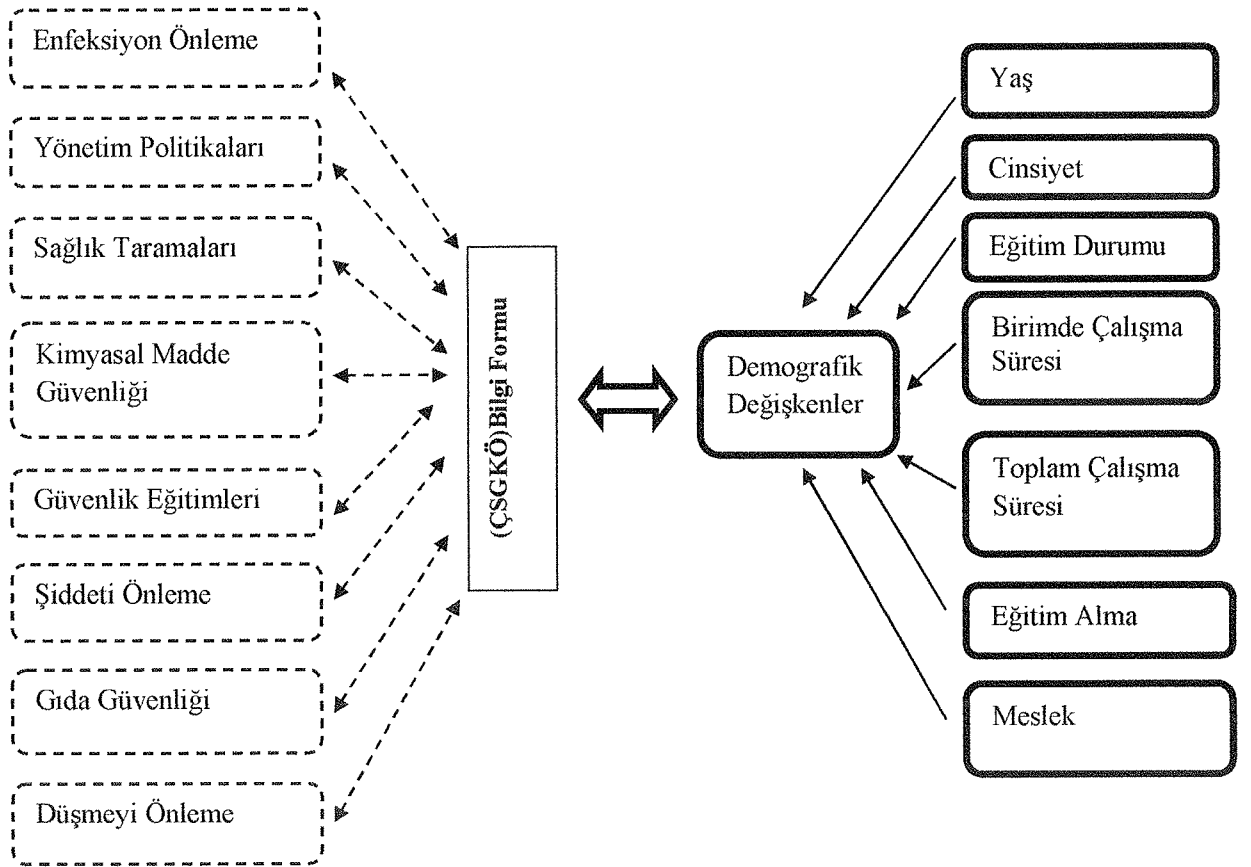 Enfeksiyon Önleme
Yönetim Politikaları
Sağlık Taramaları
Kimyasal Madde
Güvenliği
Güvenlik Eğitimleri
Şiddeti Önleme
Gıda Güvenliği
Düşmeyi Önleme
(ÇSGKÖ)Bilgi Formu
Demografik
Değişkenler
Yaş
Cinsiyet
Eğitim Durumu
Birimde Çalışma
Süresi
Toplam Çalışma
Süresi
Eğitim Alma
Meslek